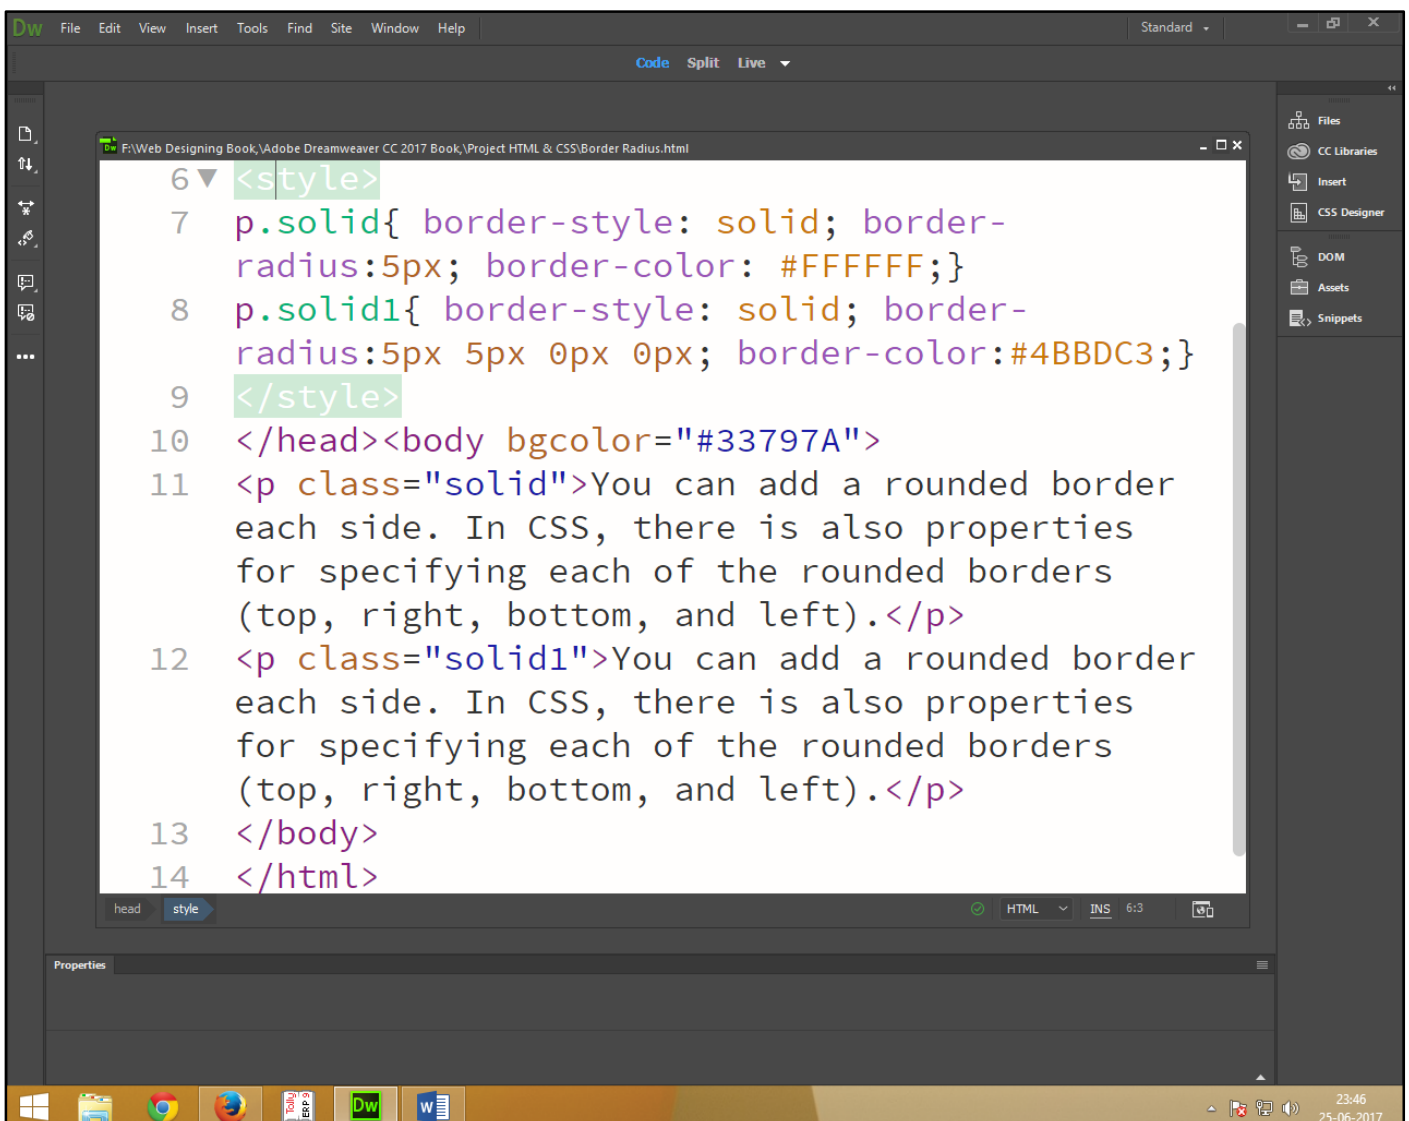 Dw File Edit View Insert Tools Find Site Window Help Standard
Code Split Live
F:\Web Designing Book,\Adobe Dreamweaver CC 2017 Book,\Project HTML & CSS\Border Radius.html
6 <style>
7 p.solid{ border-style: solid; border-
radius:5px; border-color: #FFFFFF;}
8 p.solid1{ border-style: solid; border-
radius:5px 5px 0px 0px; border-color:#4BBDC3;}
9 </style>
10 </head><body bgcolor="#33797A">
11 <p class="solid">You can add a rounded border
each side. In CSS, there is also properties
for specifying each of the rounded borders
(top, right, bottom, and left).</p>
12 <p class="solid1">You can add a rounded border
each side. In CSS, there is also properties
for specifying each of the rounded borders
(top, right, bottom, and left).</p>
13 </body>
14 </html>
head style HTML INS 6:3
Files
CC Libraries
Insert
CSS Designer
DOM
Assets
Snippets
Properties
Tally ERP 9
Dw
W
23:46
25-06-2017